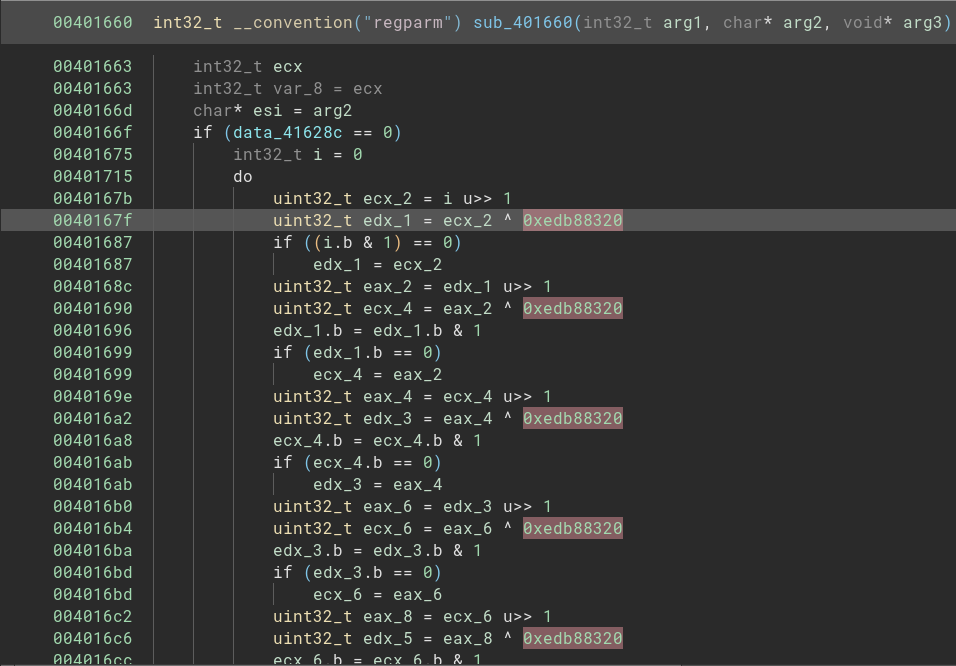 00401660 int32_t __convention("regparm") sub_401660(int32_t arg1, char* arg2, void* arg3)
00401663 int32_t ecx
00401663 int32_t var_8 = ecx
0040166d char* esi = arg2
0040166f if (data_41628c == 0)
00401675 int32_t i = 0
00401715 do
0040167b uint32_t ecx_2 = i u>> 1
0040167f uint32_t edx_1 = ecx_2 ^ 0xedb88320
00401687 if ((i.b & 1) == 0)
00401687 edx_1 = ecx_2
0040168c uint32_t eax_2 = edx_1 u>> 1
00401690 uint32_t ecx_4 = eax_2 ^ 0xedb88320
00401696 edx_1.b = edx_1.b & 1
00401699 if (edx_1.b == 0)
00401699 ecx_4 = eax_2
0040169e uint32_t eax_4 = ecx_4 u>> 1
004016a2 uint32_t edx_3 = eax_4 ^ 0xedb88320
004016a8 ecx_4.b = ecx_4.b & 1
004016ab if (ecx_4.b == 0)
004016ab edx_3 = eax_4
004016b0 uint32_t eax_6 = edx_3 u>> 1
004016b4 uint32_t ecx_6 = eax_6 ^ 0xedb88320
004016ba edx_3.b = edx_3.b & 1
004016bd if (edx_3.b == 0)
004016bd ecx_6 = eax_6
004016c2 uint32_t eax_8 = ecx_6 u>> 1
004016c6 uint32_t edx_5 = eax_8 ^ 0xedb88320
004016cc ecx_6.b = ecx_6.b & 1